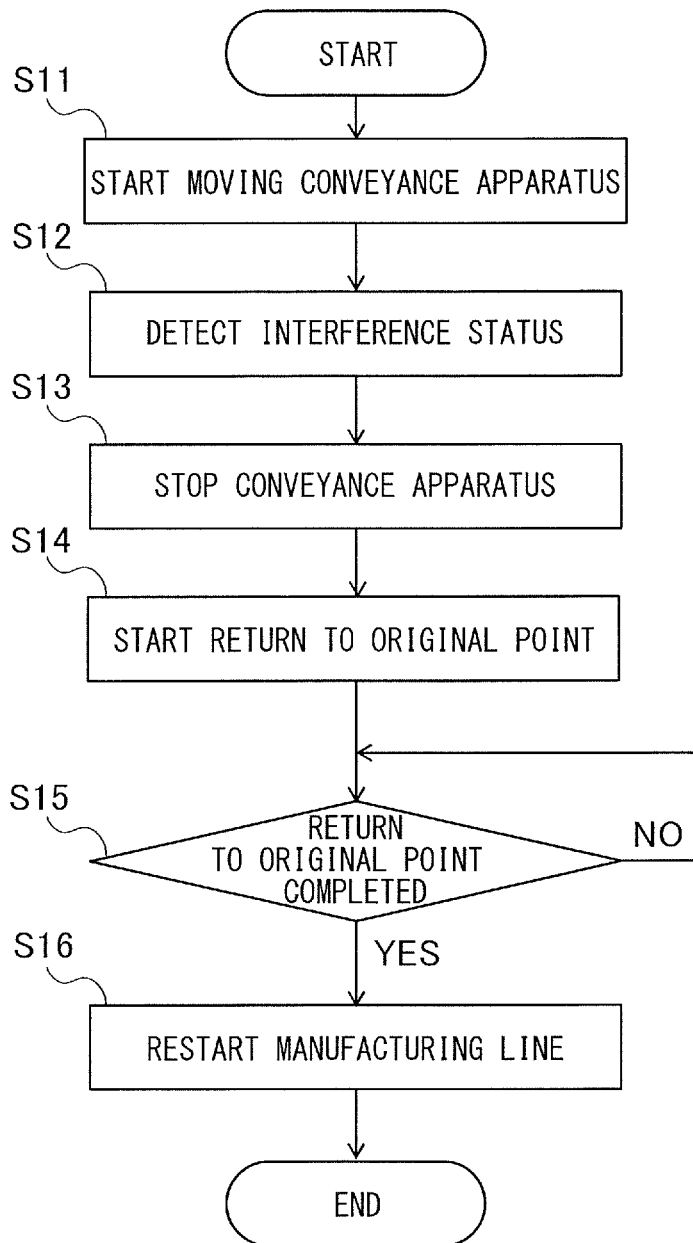 START
S11
START MOVING CONVEYANCE APPARATUS
S12
DETECT INTERFERENCE STATUS
S13
STOP CONVEYANCE APPARATUS
S14
START RETURN TO ORIGINAL POINT
S15
RETURN
TO ORIGINAL POINT
COMPLETED
NO
YES
S16
RESTART MANUFACTURING LINE
END